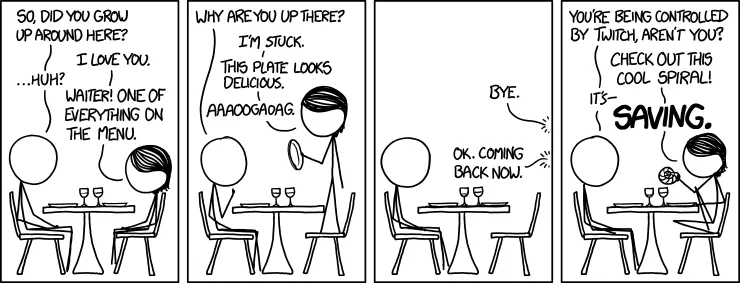 SO, DID YOU GROW
UP AROUND HERE?
I LOVE YOU.
...HUH?
WAITER! ONE OF
EVERYTHING ON
THE MENU.
WHY ARE YOU UP THERE?
I'M STUCK.
THIS PLATE LOOKS
DELICIOUS.
AAAOOGAOAG.
BYE.
OK. COMING
BACK NOW.
YOU'RE BEING CONTROLLED
BY TWITCH, AREN'T YOU?
CHECK OUT THIS
COOL SPIRAL!
IT'S—
SAVING.